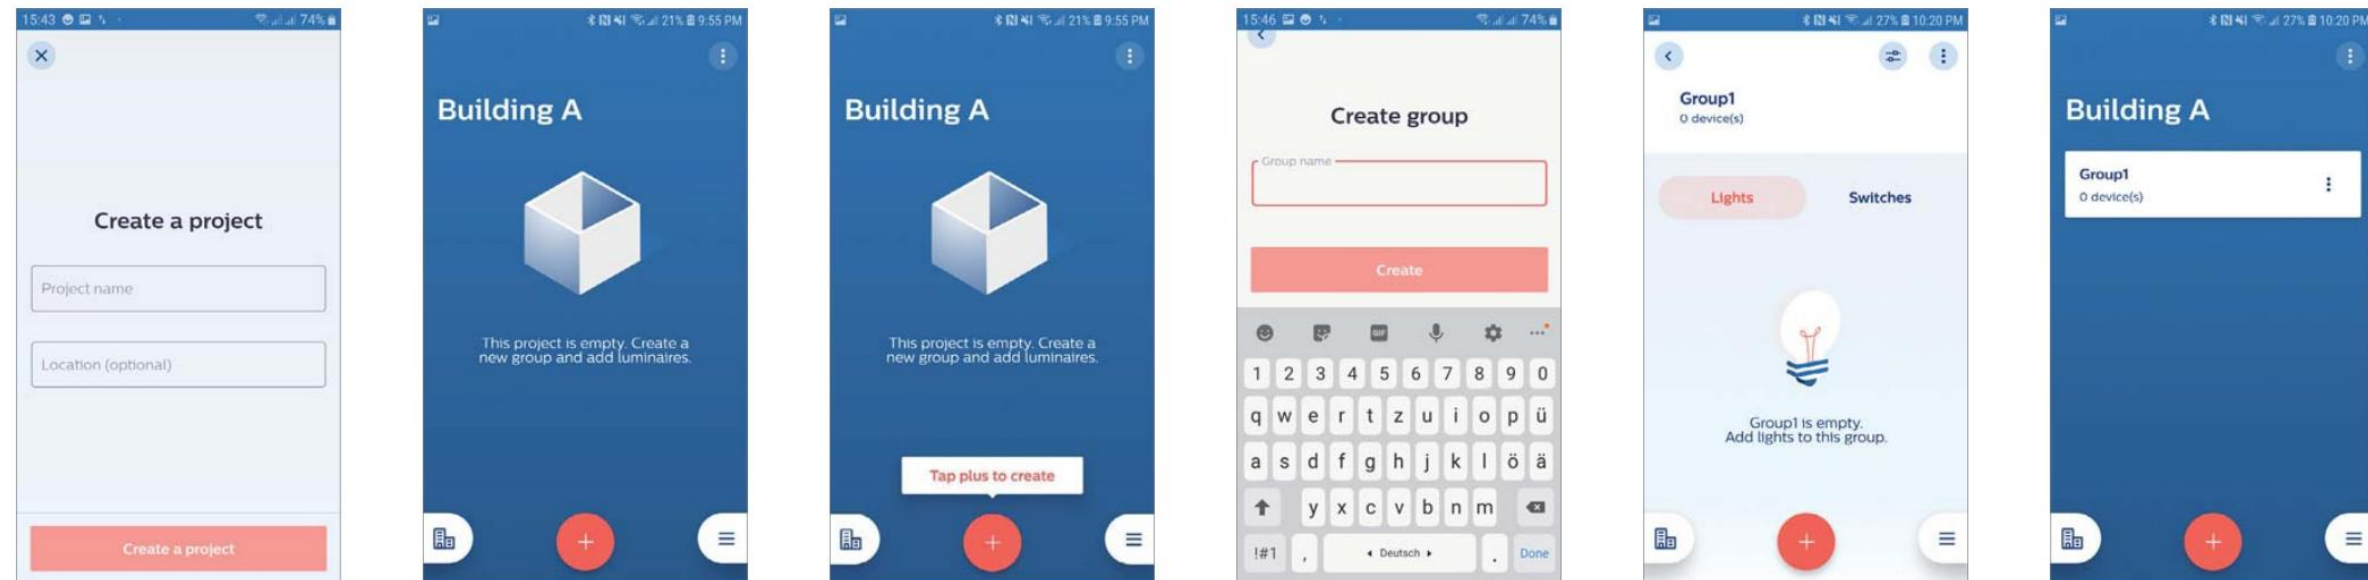 15:43
74%
Create a project
Project name
Location (optional)
Create a project
21% 9:55 PM
Building A
This project is empty. Create a
new group and add luminaires.
21% 9:55 PM
Building A
This project is empty. Create a
new group and add luminaires.
Tap plus to create
15:46
74%
Create group
Group name
Create
GIF
1 2 3 4 5 6 7 8 9 0
q w e r t z u i o p ü
a s d f g h j k l ö ä
y x c v b n m
!#1 , Deutsch . Done
27% 10:20 PM
Group1
0 device(s)
Lights Switches
Group1 is empty.
Add lights to this group.
27% 10:20 PM
Building A
Group1
0 device(s)